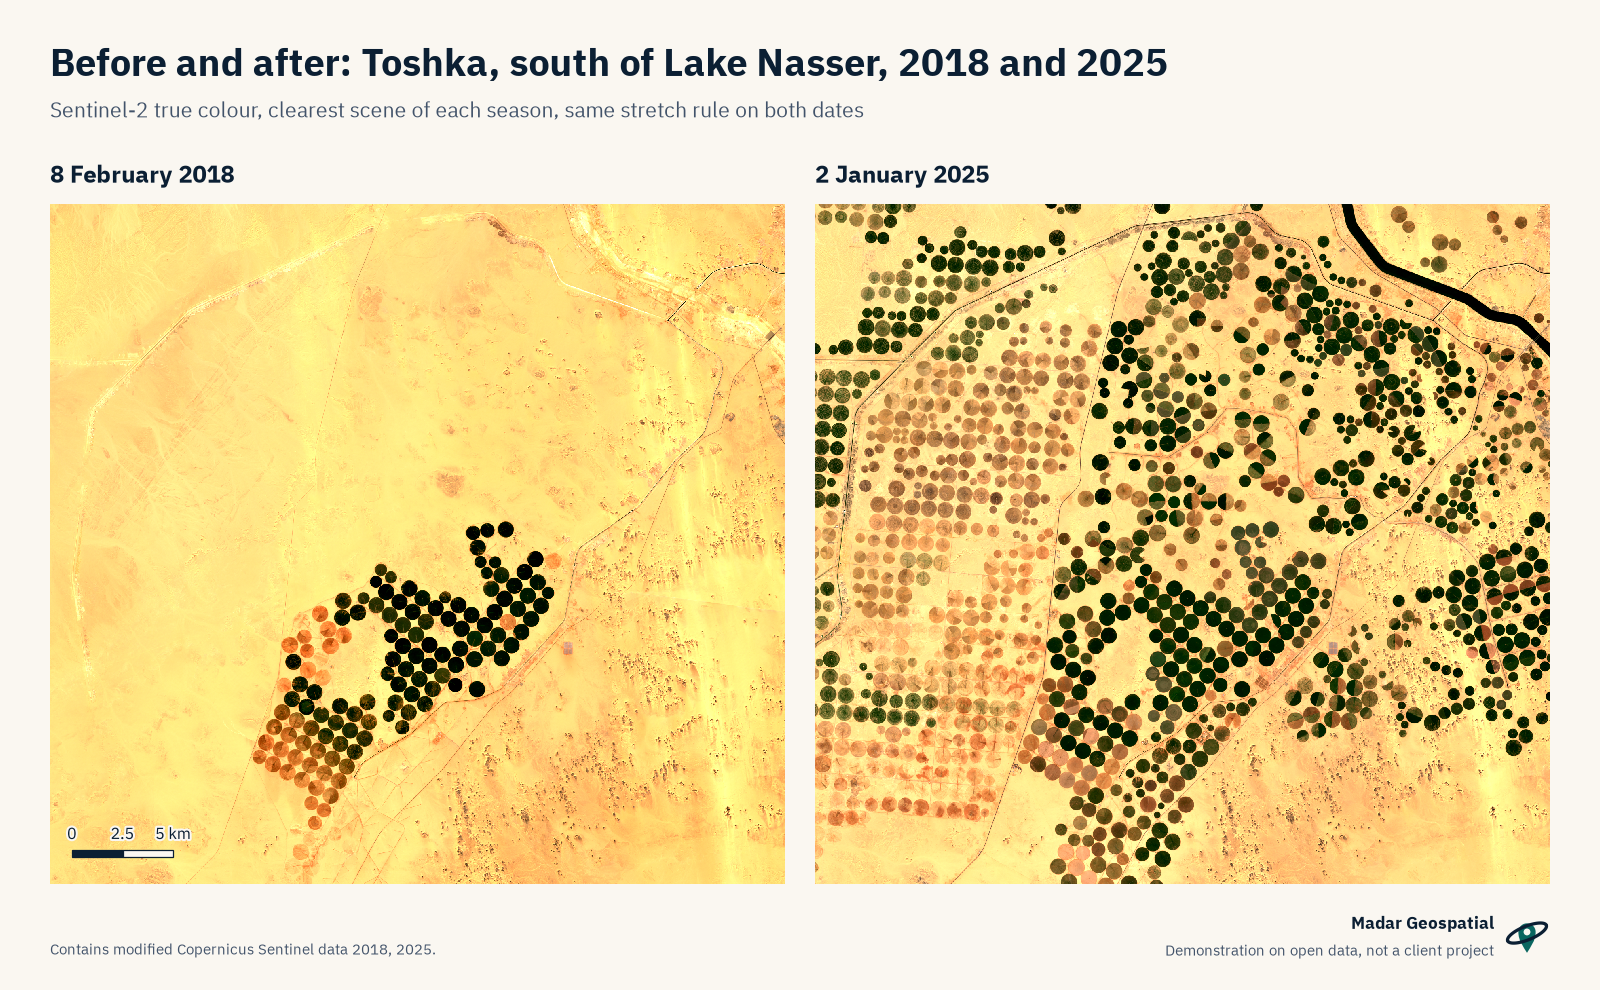 Before and after: Toshka, south of Lake Nasser, 2018 and 2025
Sentinel-2 true colour, clearest scene of each season, same stretch rule on both dates
8 February 2018
2 January 2025
0 2.5 5 km
Contains modified Copernicus Sentinel data 2018, 2025.
Madar Geospatial
Demonstration on open data, not a client project